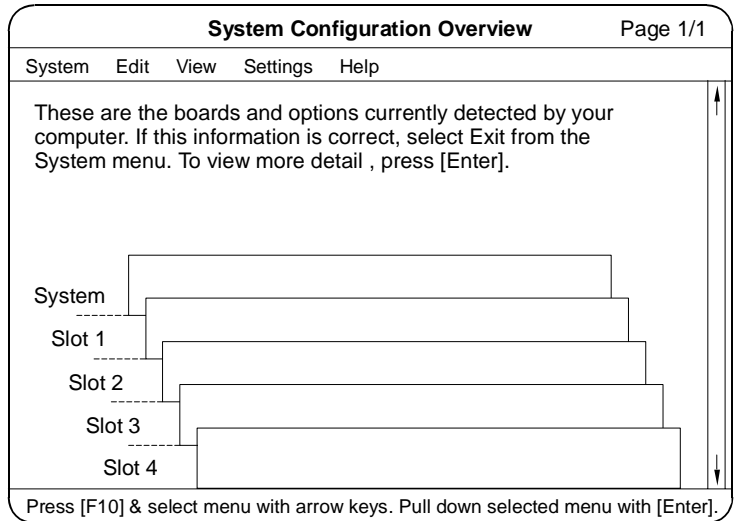 System Configuration Overview Page 1/1
System Edit View Settings Help
These are the boards and options currently detected by your
computer. If this information is correct, select Exit from the
System menu. To view more detail , press [Enter].
System
Slot 1
Slot 2
Slot 3
Slot 4
Press [F10] & select menu with arrow keys. Pull down selected menu with [Enter].